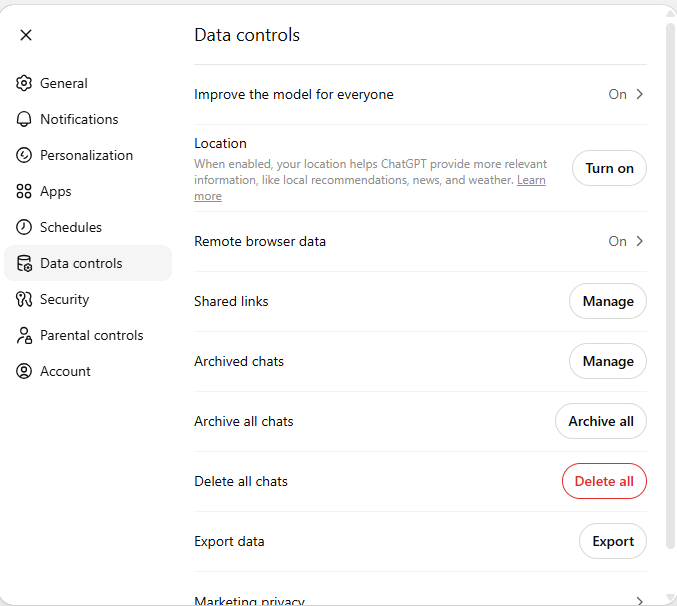 Data controls
General
Notifications
Personalization
Apps
Schedules
Data controls
Security
Parental controls
Account
Improve the model for everyone On
Location
When enabled, your location helps ChatGPT provide more relevant
information, like local recommendations, news, and weather. Learn
more
Turn on
Remote browser data On
Shared links Manage
Archived chats Manage
Archive all chats Archive all
Delete all chats Delete all
Export data Export
Marketing privacy